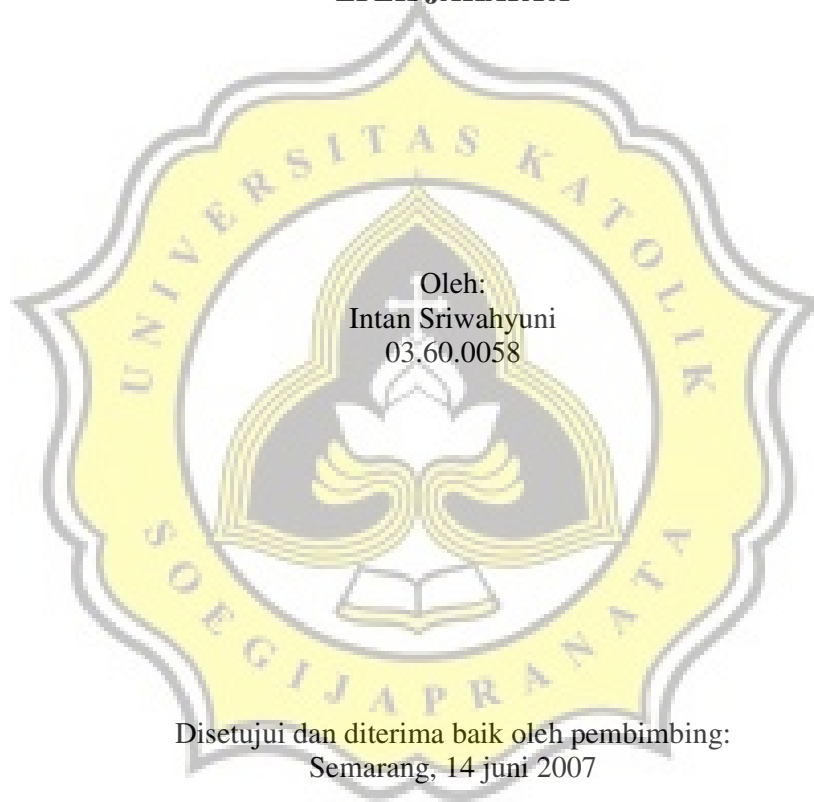 Oleh:
Intan Sriwahyuni
03.60.0058
UNIVERSITAS KATOLIK
SOEGIJAPRANATA
Disetujui dan diterima baik oleh pembimbing:
Semarang, 14 juni 2007